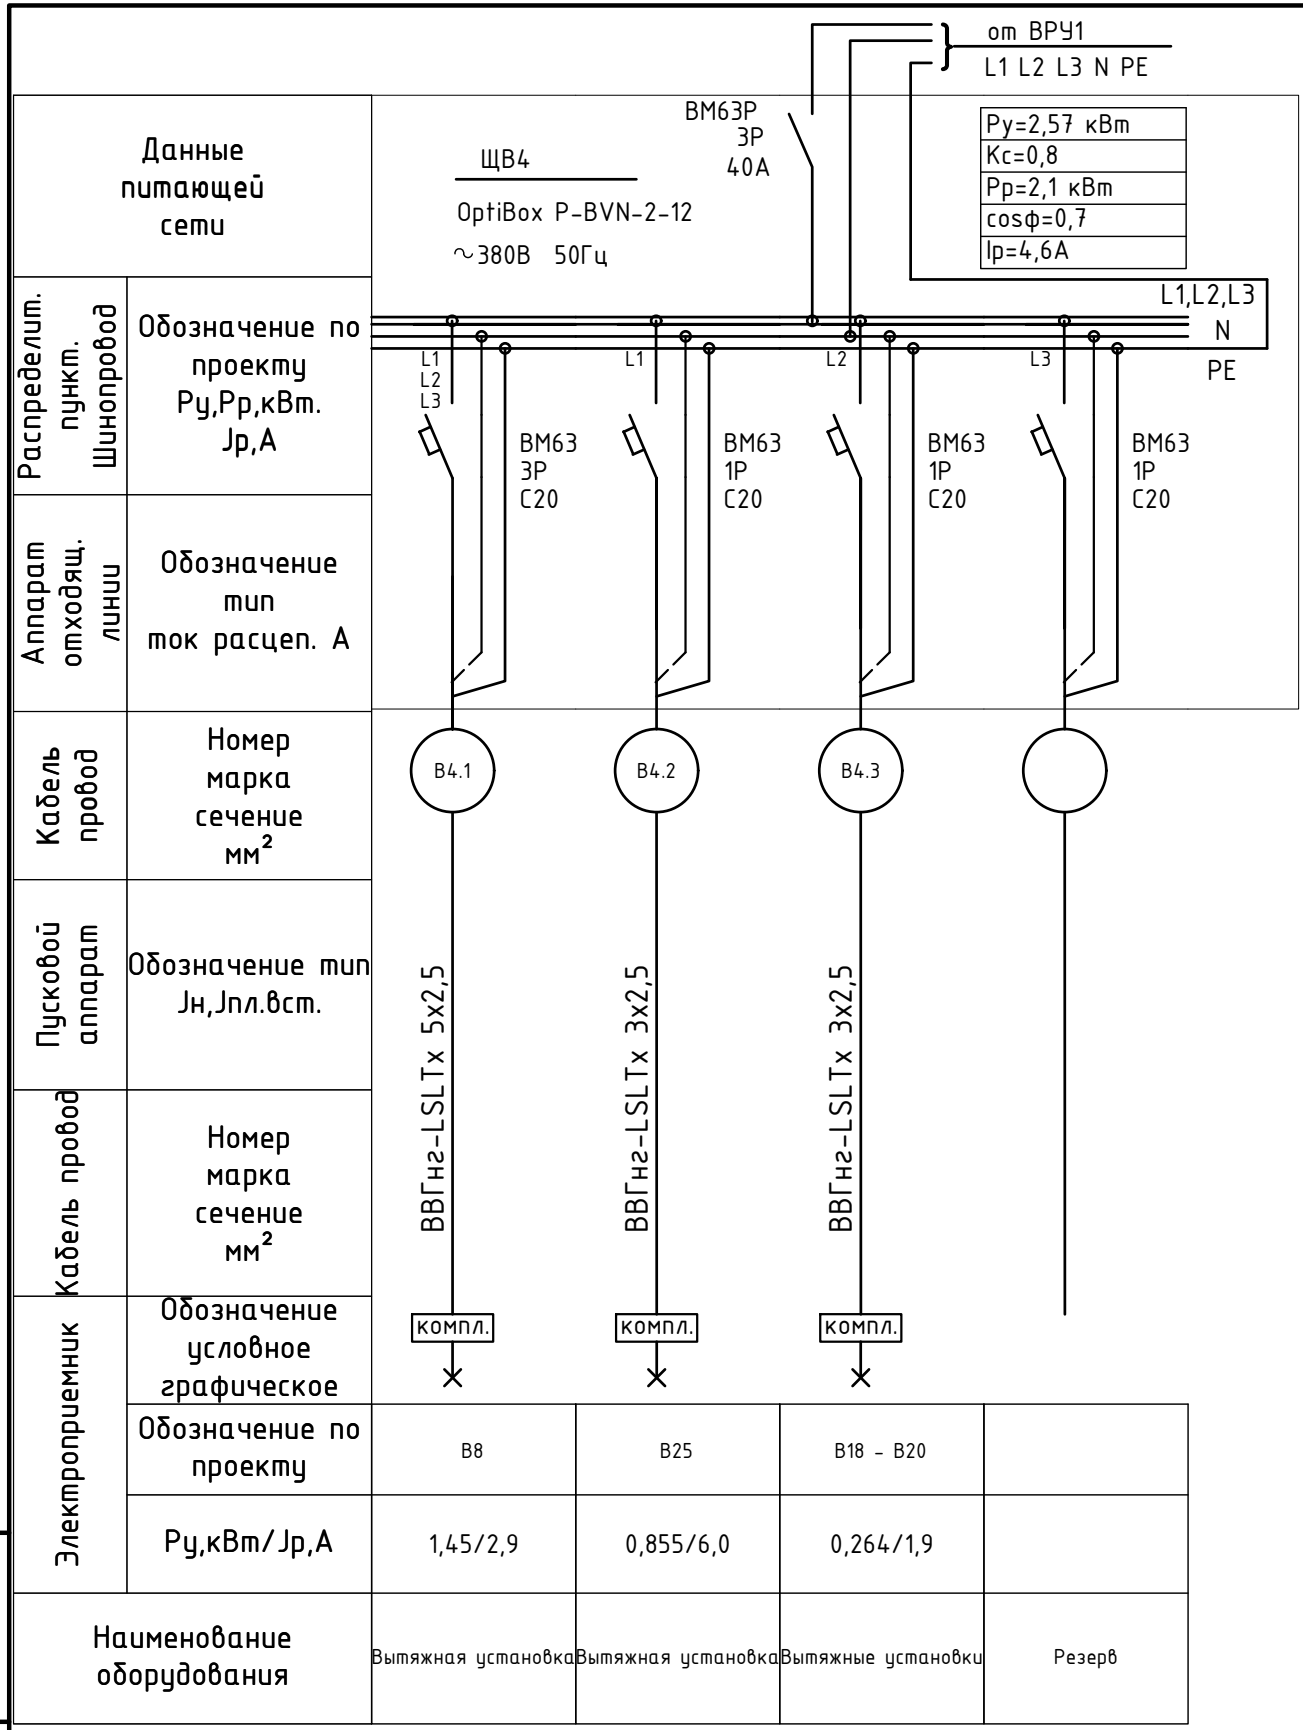 от ВРУ1
L1 L2 L3 N PE
Данные
питающей
сети
ЩВ4
OptiBox P-BVN-2-12
~380В 50Гц
ВМ63Р
3P
40А
Ру=2,57 кВт
Кс=0,8
Рр=2,1 кВт
cosφ=0,7
Iр=4,6А
Распределит.
пункт.
Шинопровод
Обозначение по
проекту
Ру,Рр,кВт.
Jр,А
L1,L2,L3
N
PE
L1
L2
L3
ВМ63
3P
С20
L1
ВМ63
1P
С20
L2
ВМ63
1P
С20
L3
ВМ63
1P
С20
Аппарат
отходящ.
линии
Обозначение
тип
ток расцеп. А
Кабель
провод
Номер
марка
сечение
мм²
В4.1
В4.2
В4.3
Пусковой
аппарат
Обозначение тип
Jн,Jпл.вст.
ВВГнг-LSLTx 5x2,5
ВВГнг-LSLTx 3x2,5
ВВГнг-LSLTx 3x2,5
Кабель провод
Номер
марка
сечение
мм²
Электроприемник
Обозначение
условное
графическое
компл.
компл.
компл.
Обозначение по
проекту
В8
В25
В18 - В20
Ру,кВт/Jр,А
1,45/2,9
0,855/6,0
0,264/1,9
Наименование
оборудования
Вытяжная установка
Вытяжная установка
Вытяжные установки
Резерв